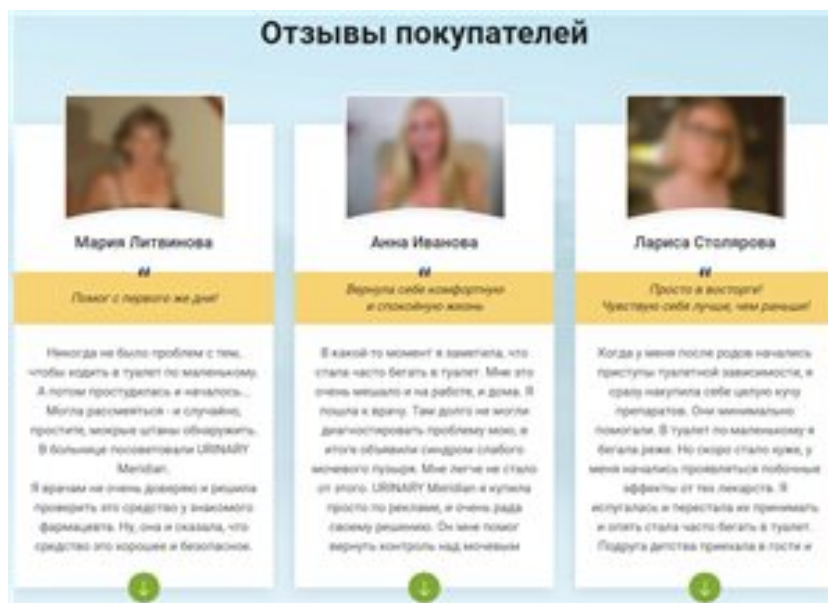 Отзывы покупателей
Мария Литвинова
"
Помог с первого же дня!
Никогда не было проблем с тем,
чтобы ходить в туалет по маленькому.
А потом простудилась и началось...
Могла рассмеяться - и случайно,
простите, мокрые штаны обнаружить.
В больнице посоветовали URINARY
Meridian.
Я врачам не очень доверяю и решила
проверить это средство у знакомого
фармацевта. Ну, она и сказала, что
средство это хорошее и безопасное.
Анна Иванова
"
Вернула себе комфортную
и спокойную жизнь
В какой-то момент я заметила, что
стала часто бегать в туалет. Мне это
очень мешало и на работе, и дома. Я
пошла к врачу. Там долго не могли
диагностировать проблему мою, в
итоге объявили синдром слабого
мочевого пузыря. Мне легче не стало
от этого. URINARY Meridian я купила
просто по рекламе, и очень рада
своему решению. Он мне помог
вернуть контроль над мочевым
Лариса Столярова
"
Просто в восторге!
Чувствую себя лучше, чем раньше!
Когда у меня после родов начались
приступы туалетной зависимости, я
сразу накупила себе целую кучу
препаратов. Они минимально
помогали. В туалет по маленькому я
бегала реже. Но скоро стало хуже, у
меня начались проявляться побочные
эффекты от тех лекарств. Я
испугалась и перестала их принимать
и опять стала часто бегать в туалет.
Подруга детства приехала в гости и